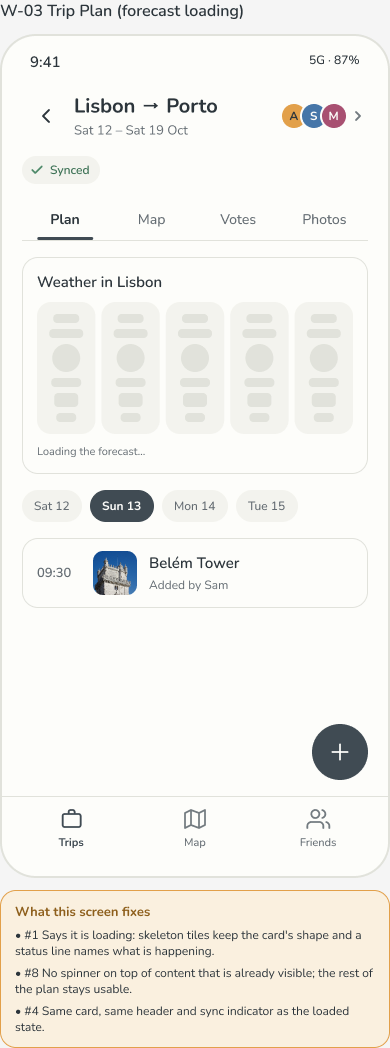 W-03 Trip Plan (forecast loading)
9:41
5G · 87%
Lisbon → Porto
Sat 12 – Sat 19 Oct
A
S
M
Synced
Plan
Map
Votes
Photos
Weather in Lisbon
Loading the forecast…
Sat 12
Sun 13
Mon 14
Tue 15
09:30
Belém Tower
Added by Sam
Trips
Map
Friends
What this screen fixes
• #1 Says it is loading: skeleton tiles keep the card's shape and a
status line names what is happening.
• #8 No spinner on top of content that is already visible; the rest of
the plan stays usable.
• #4 Same card, same header and sync indicator as the loaded
state.